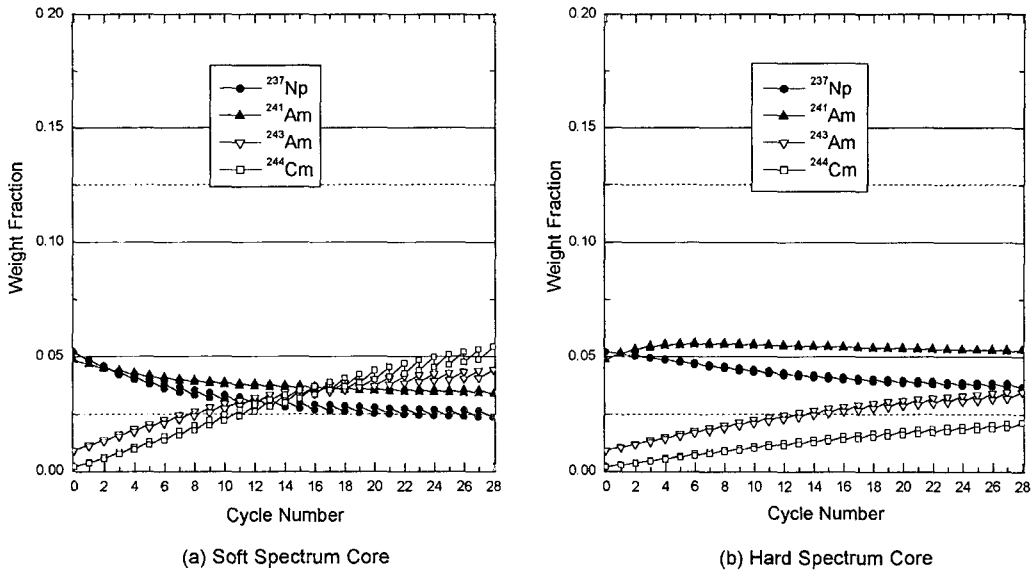 0.20
0.15
0.10
0.05
0.00
Weight Fraction
²³⁷Np
²⁴¹Am
²⁴³Am
²⁴⁴Cm
0 2 4 6 8 10 12 14 16 18 20 22 24 26 28
Cycle Number
(a) Soft Spectrum Core
0.20
0.15
0.10
0.05
0.00
Weight Fraction
²³⁷Np
²⁴¹Am
²⁴³Am
²⁴⁴Cm
0 2 4 6 8 10 12 14 16 18 20 22 24 26 28
Cycle Number
(b) Hard Spectrum Core